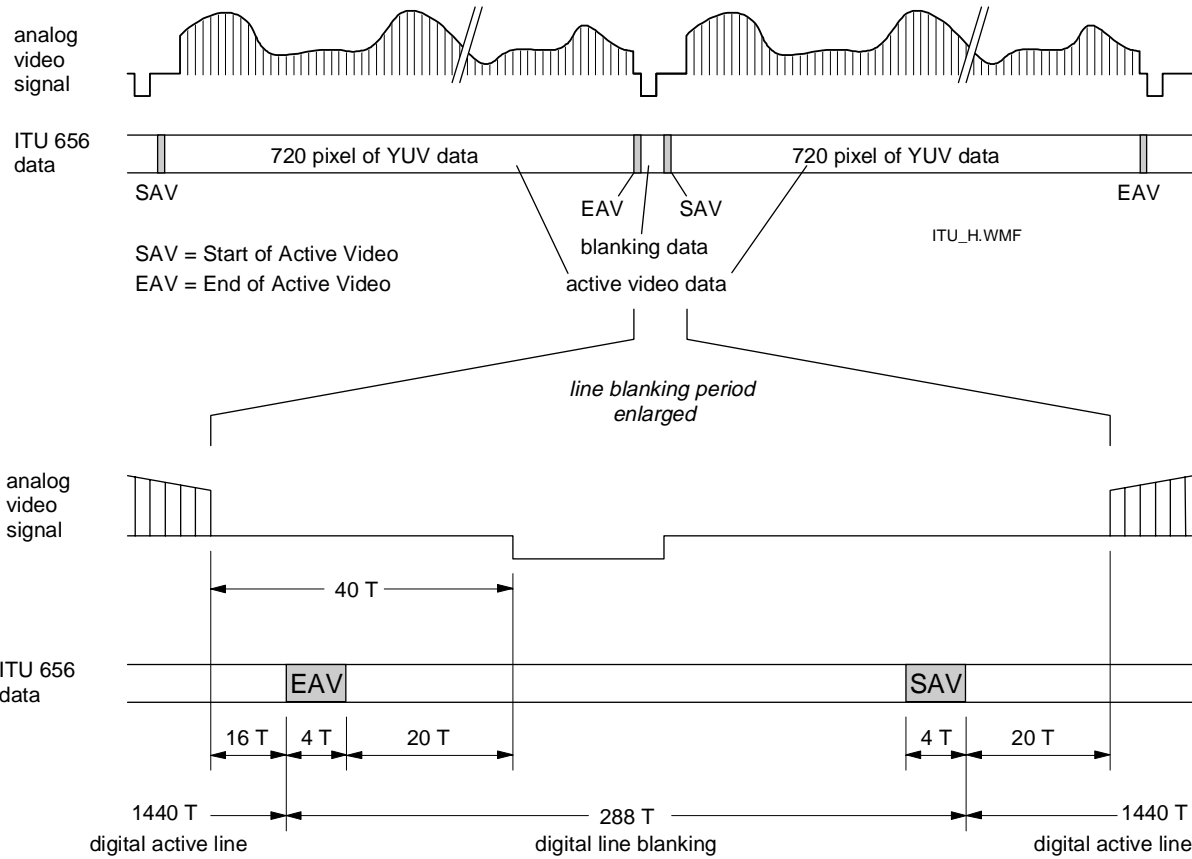 analog
video
signal
ITU 656
data
720 pixel of YUV data
720 pixel of YUV data
SAV
EAV
SAV
EAV
blanking data
ITU_H.WMF
SAV = Start of Active Video
EAV = End of Active Video
active video data
line blanking period
enlarged
analog
video
signal
40 T
ITU 656
data
EAV
SAV
16 T
4 T
20 T
4 T
20 T
1440 T
288 T
1440 T
digital active line
digital line blanking
digital active line